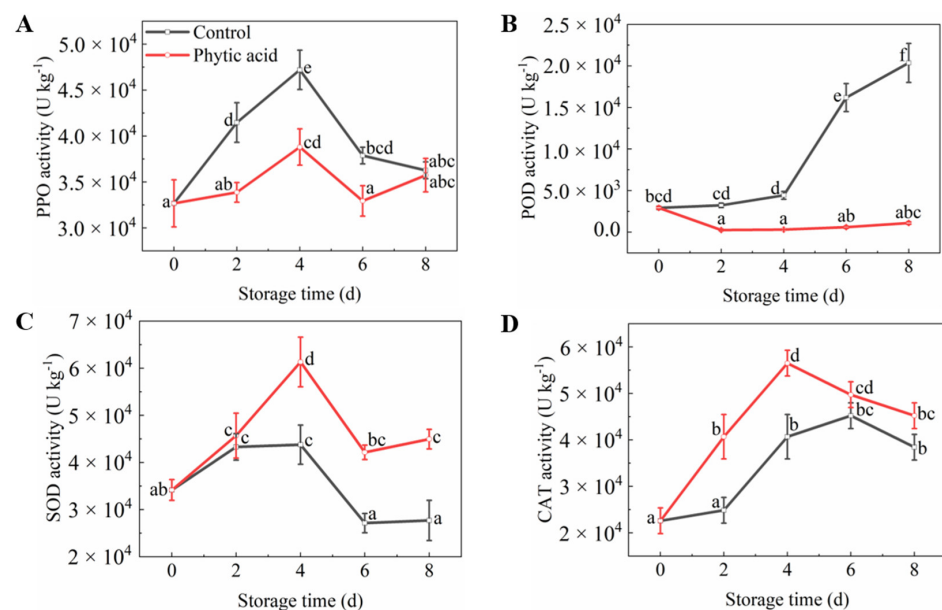 A
Control
Phytic acid
5.0 × 10⁴
4.5 × 10⁴
4.0 × 10⁴
3.5 × 10⁴
3.0 × 10⁴
PPO activity (U kg⁻¹)
a
d
e
bcd
abc
ab
cd
a
abc
0 2 4 6 8
Storage time (d)
B
2.5 × 10⁴
2.0 × 10⁴
1.5 × 10⁴
1.0 × 10⁴
5.0 × 10³
0.0
POD activity (U kg⁻¹)
bcd
cd
d
e
f
a
a
ab
abc
0 2 4 6 8
Storage time (d)
C
7 × 10⁴
6 × 10⁴
5 × 10⁴
4 × 10⁴
3 × 10⁴
2 × 10⁴
SOD activity (U kg⁻¹)
ab
c
d
bc
c
c
c
a
a
0 2 4 6 8
Storage time (d)
D
6 × 10⁴
5 × 10⁴
4 × 10⁴
3 × 10⁴
2 × 10⁴
CAT activity (U kg⁻¹)
a
b
d
cd
bc
a
b
bc
b
0 2 4 6 8
Storage time (d)